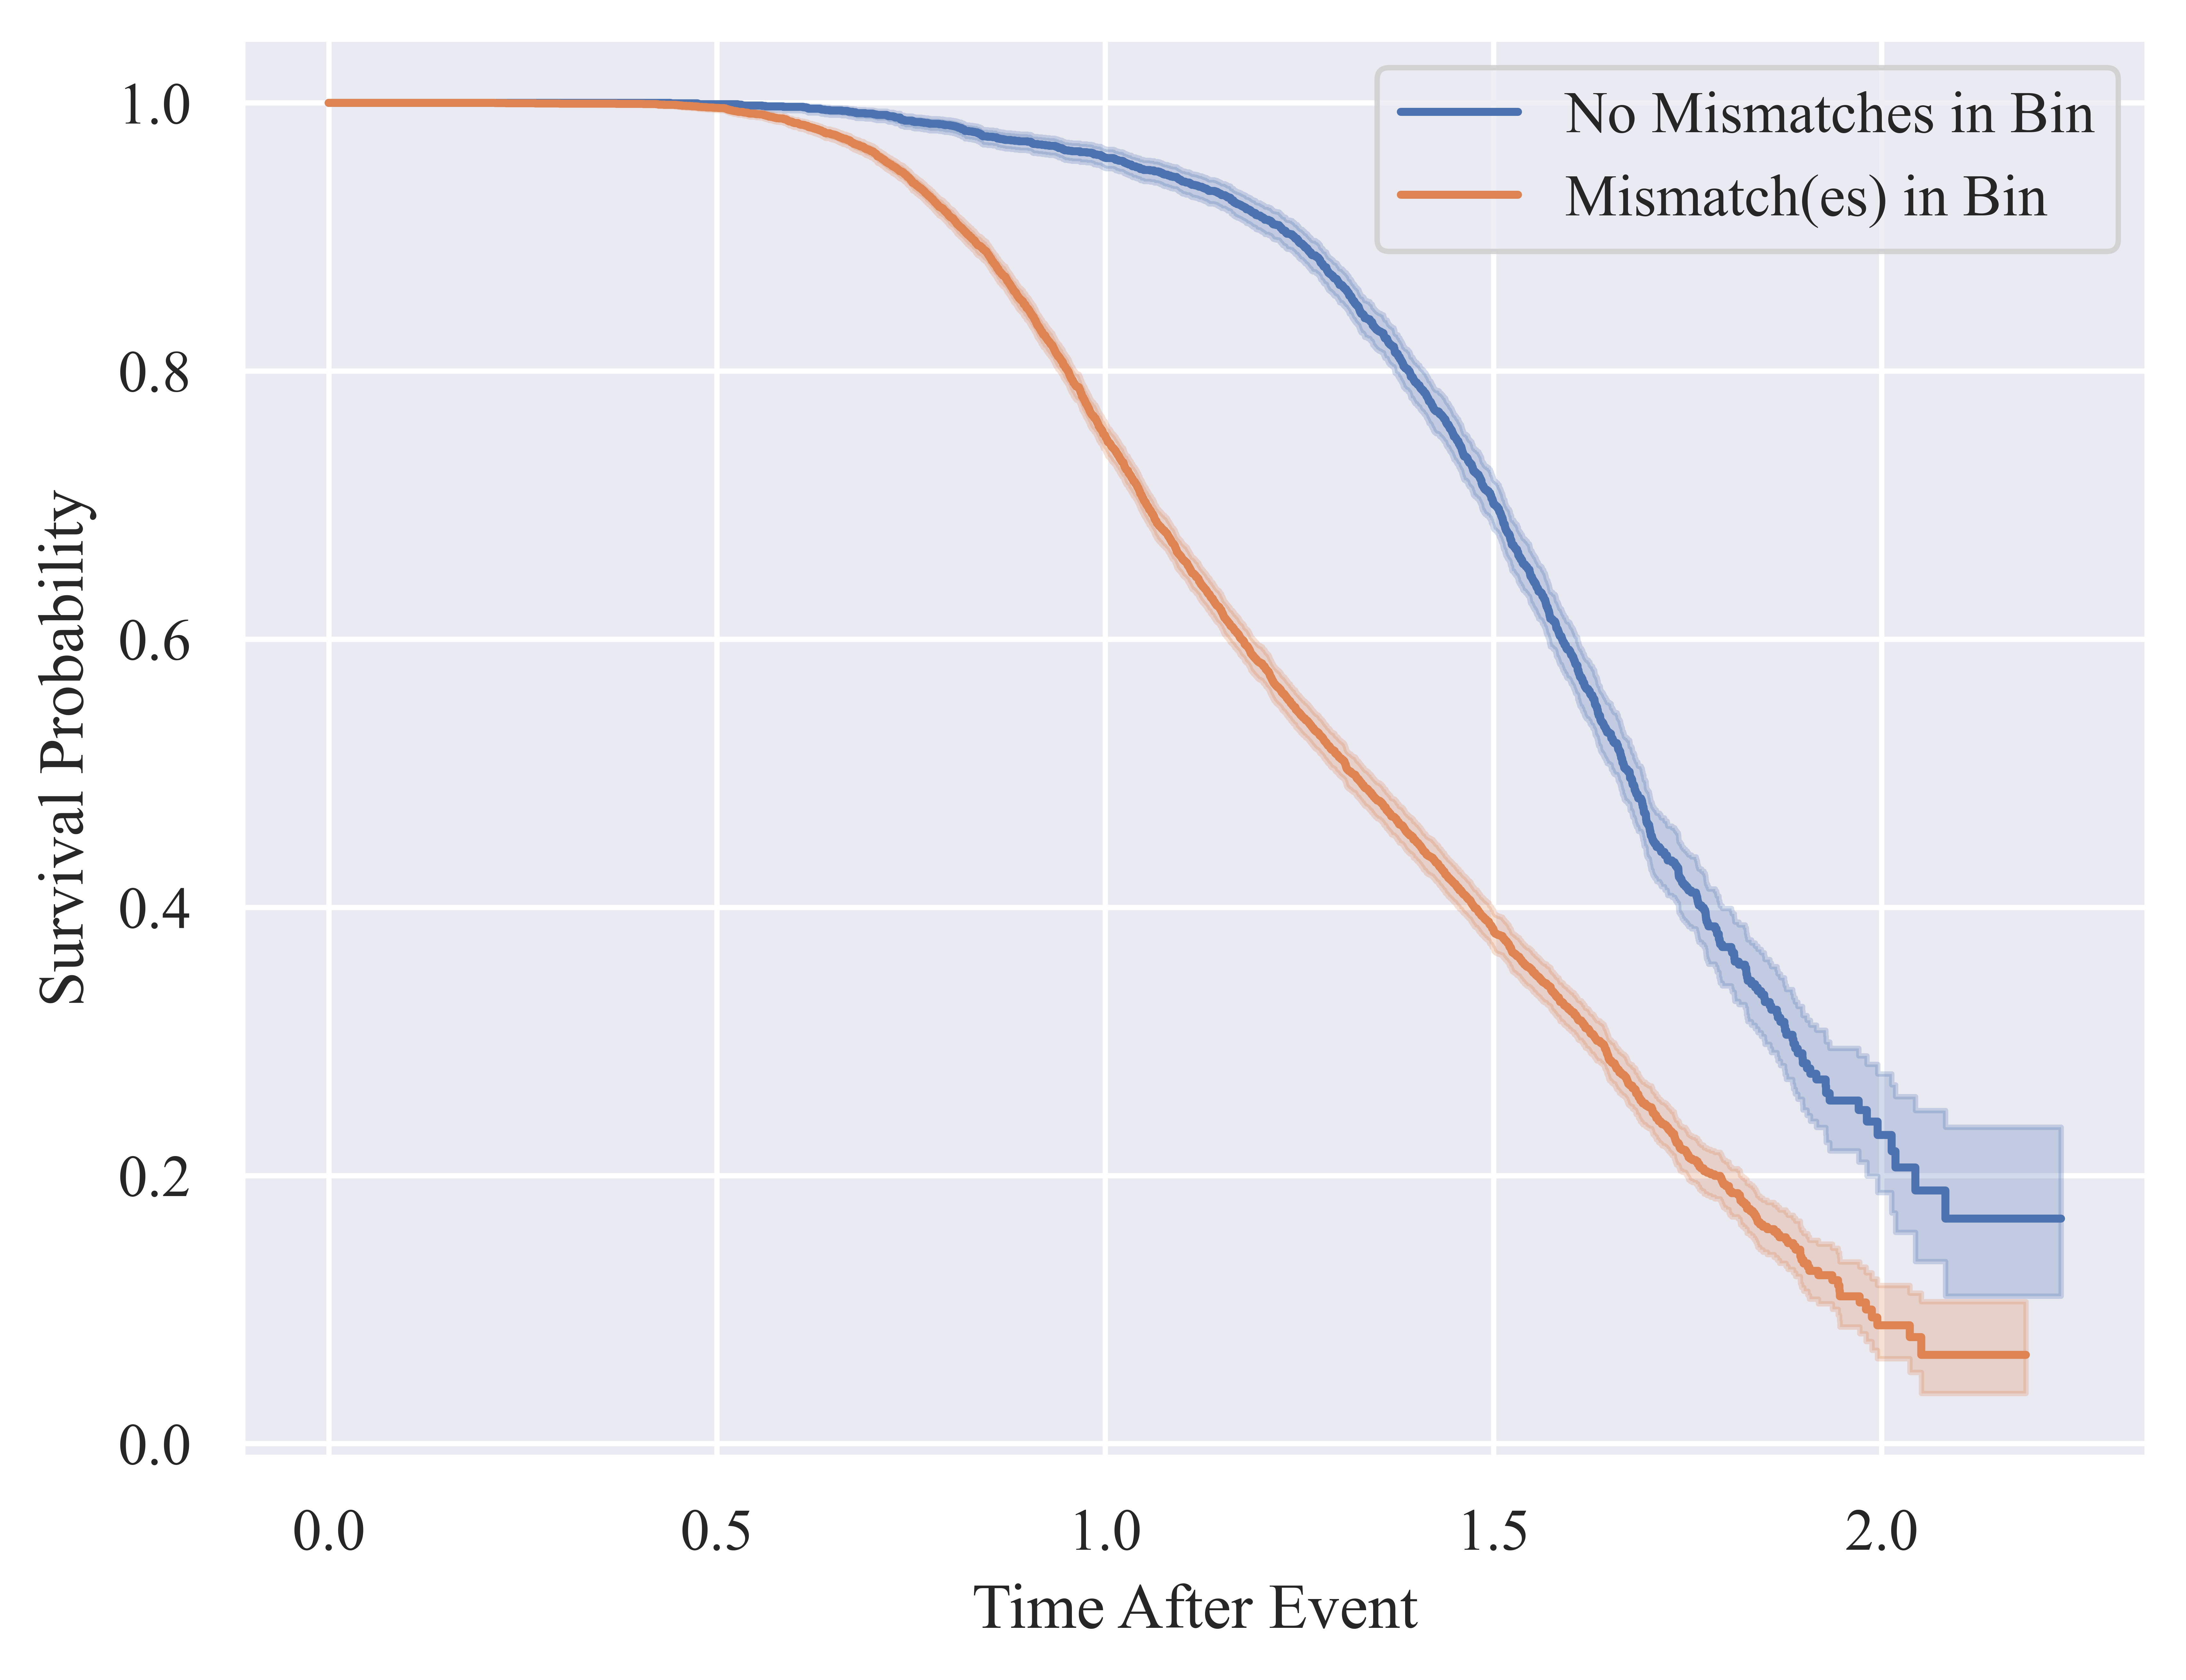 No Mismatches in Bin
Mismatch(es) in Bin
Survival Probability
1.0
0.8
0.6
0.4
0.2
0.0
0.0 0.5 1.0 1.5 2.0
Time After Event